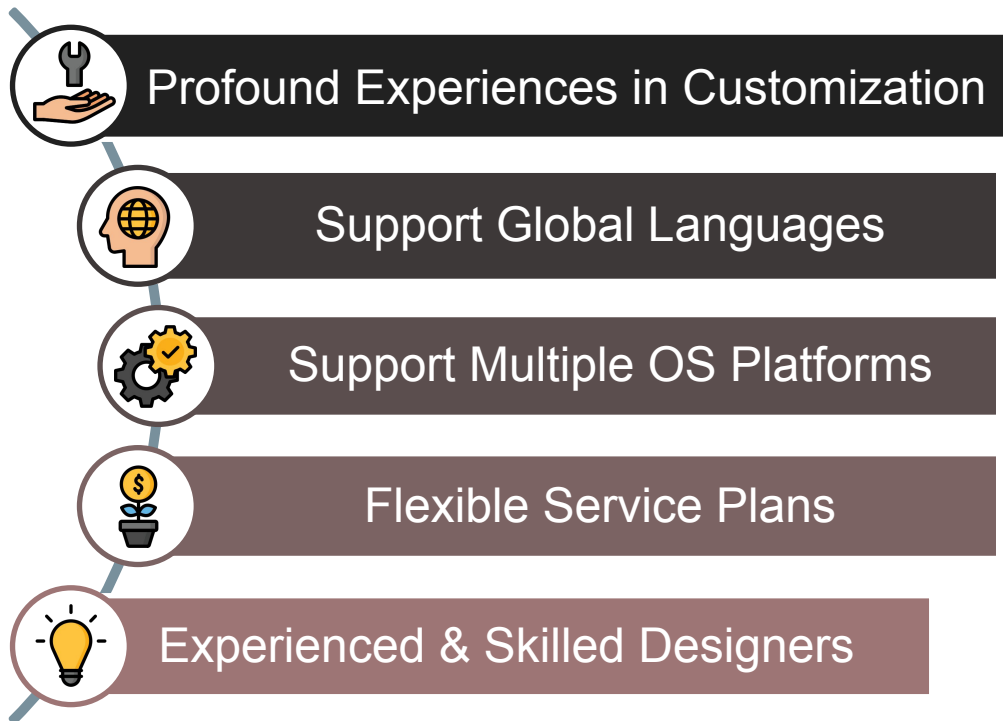 Profound Experiences in Customization
Support Global Languages
Support Multiple OS Platforms
$
Flexible Service Plans
Experienced & Skilled Designers